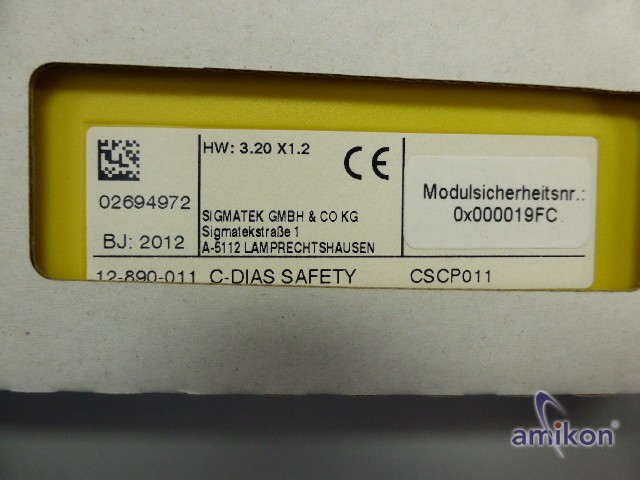 02694972
BJ: 2012
HW: 3.20 X1.2
CE
SIGMATEK GMBH & CO KG
Sigmatekstraße 1
A-5112 LAMPRECHTSHAUSEN
Modulsicherheitsnr.:
0x000019FC
12-890-011 C-DIAS SAFETY CSCP011
amikon